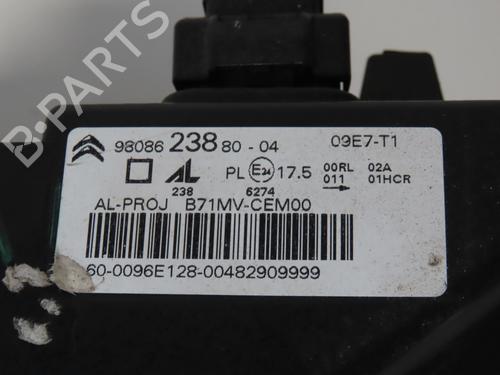 98086 238 80 - 04 09E7-T1
AL 238 PL E24 6274 17.5 00RL 02A
011 01HCR
AL-PROJ B71MV-CEM00
60-0096E128-00482909999
B-PARTS